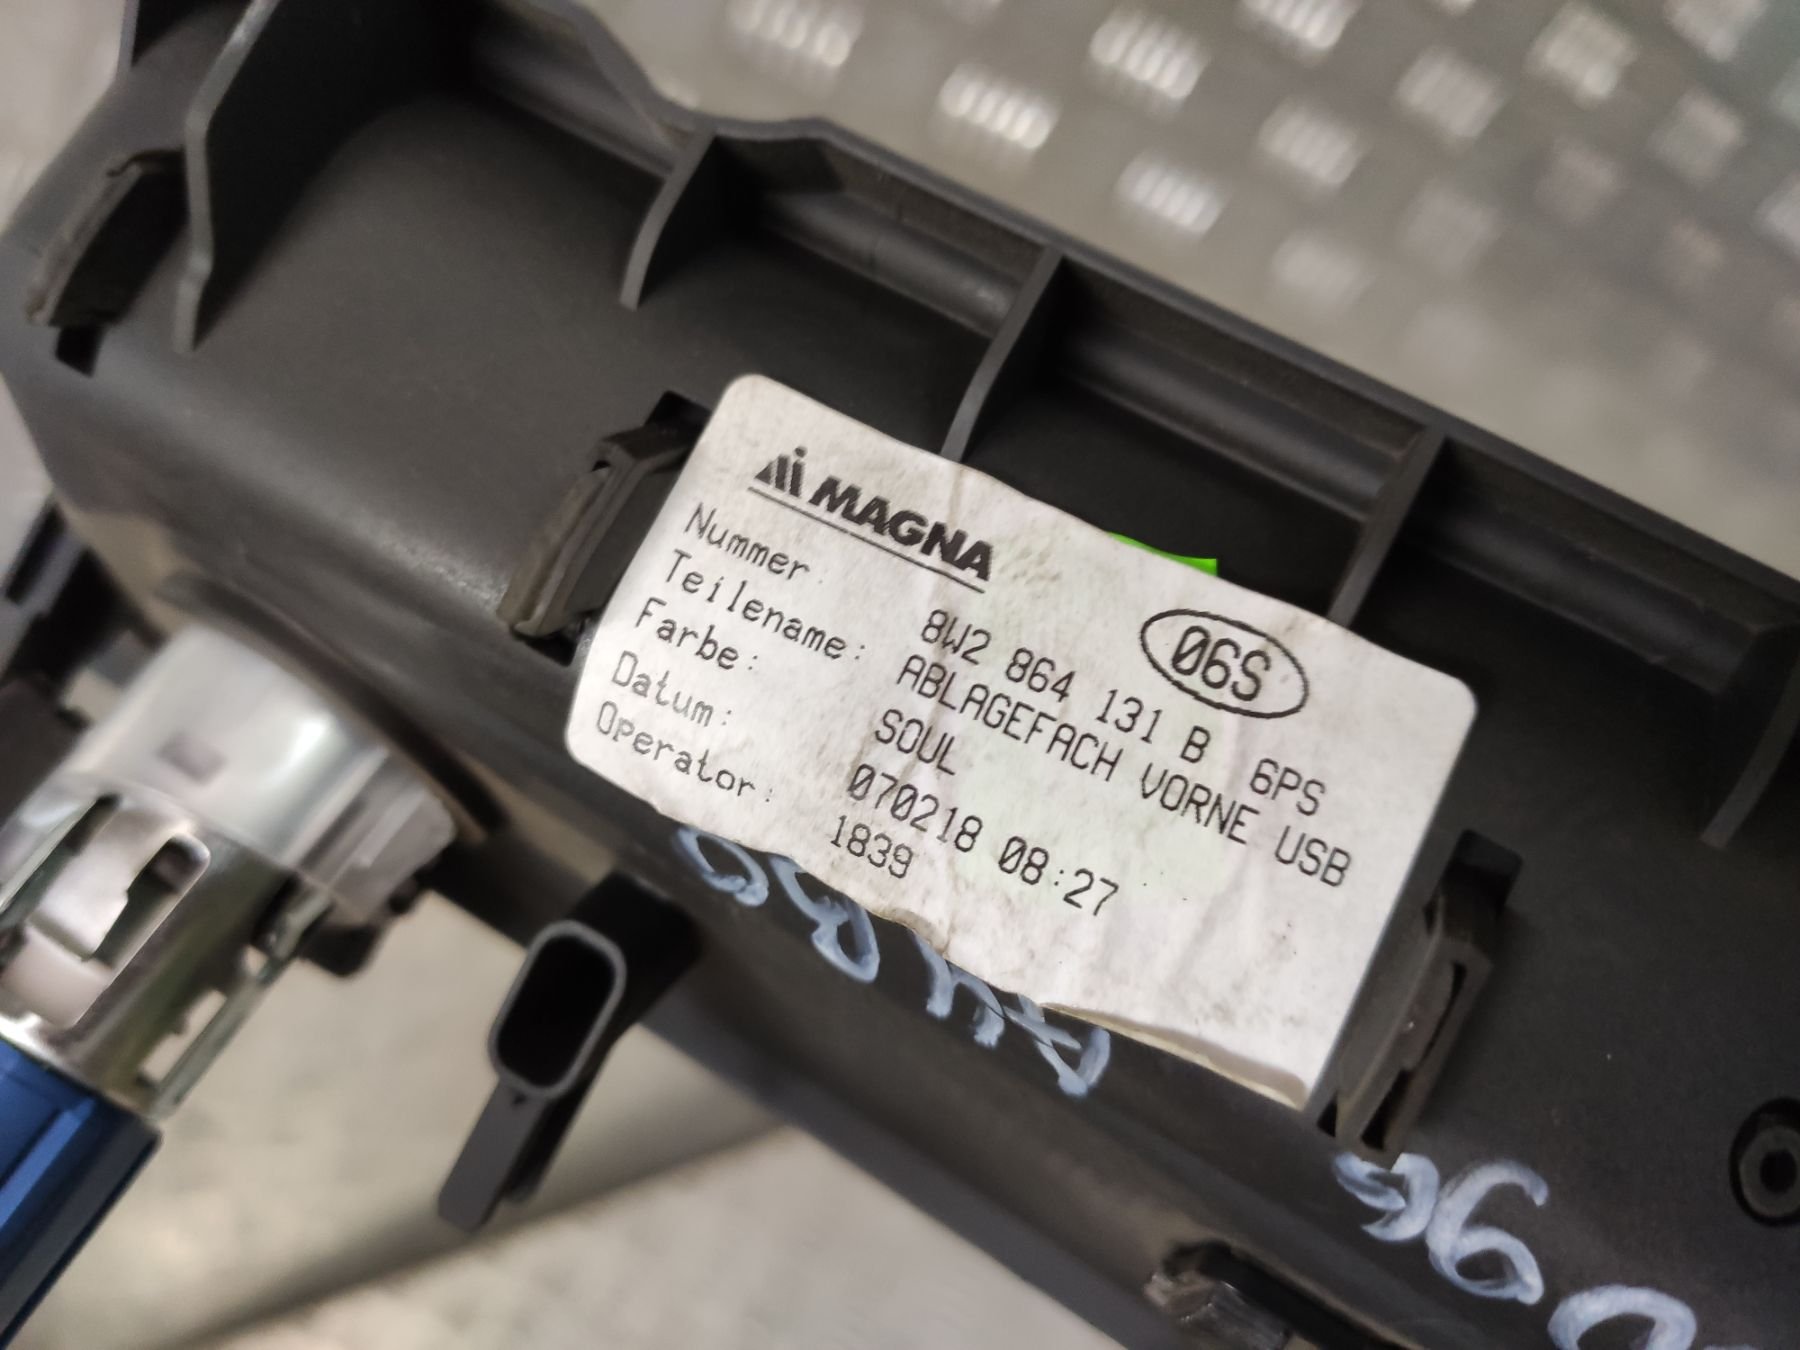 MAGNA
06S
Nummer: 8W2 864 131 B 6PS
Teilename: ABLAGEFACH VORNE USB
Farbe: SOUL
Datum: 070218 08:27
Operator: 1839